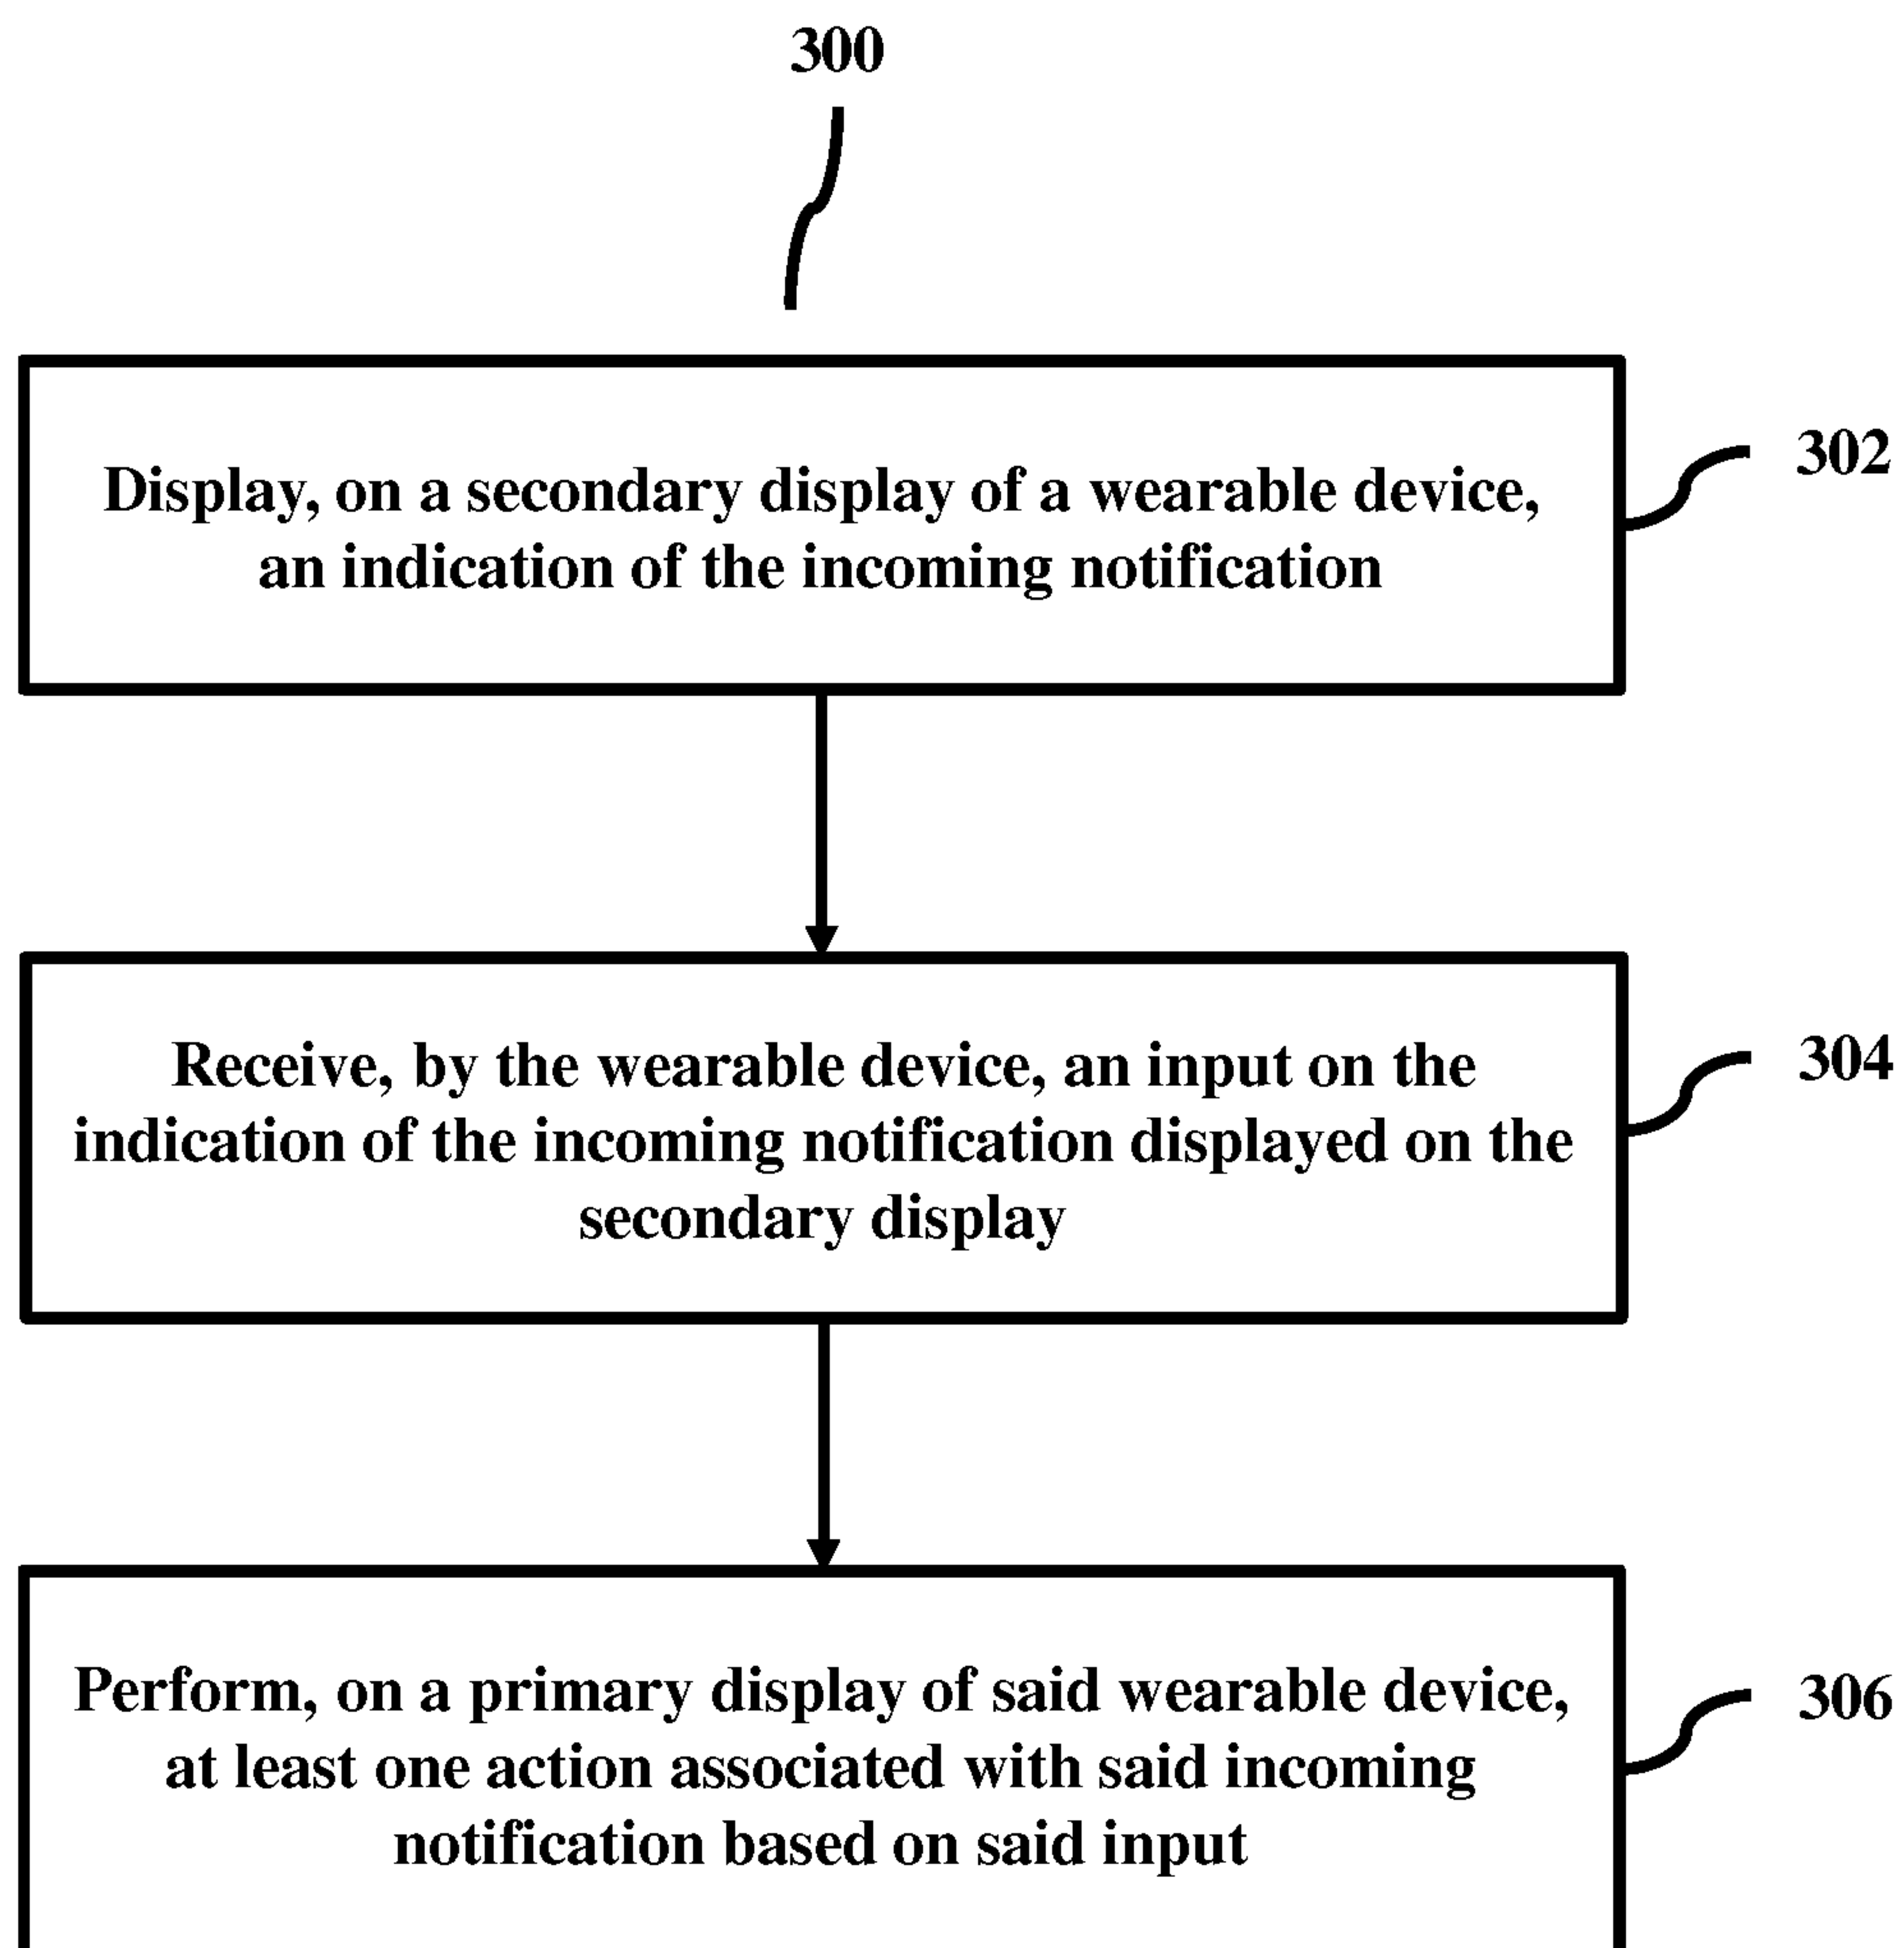 300
302
Display, on a secondary display of a wearable device,
an indication of the incoming notification
304
Receive, by the wearable device, an input on the
indication of the incoming notification displayed on the
secondary display
306
Perform, on a primary display of said wearable device,
at least one action associated with said incoming
notification based on said input